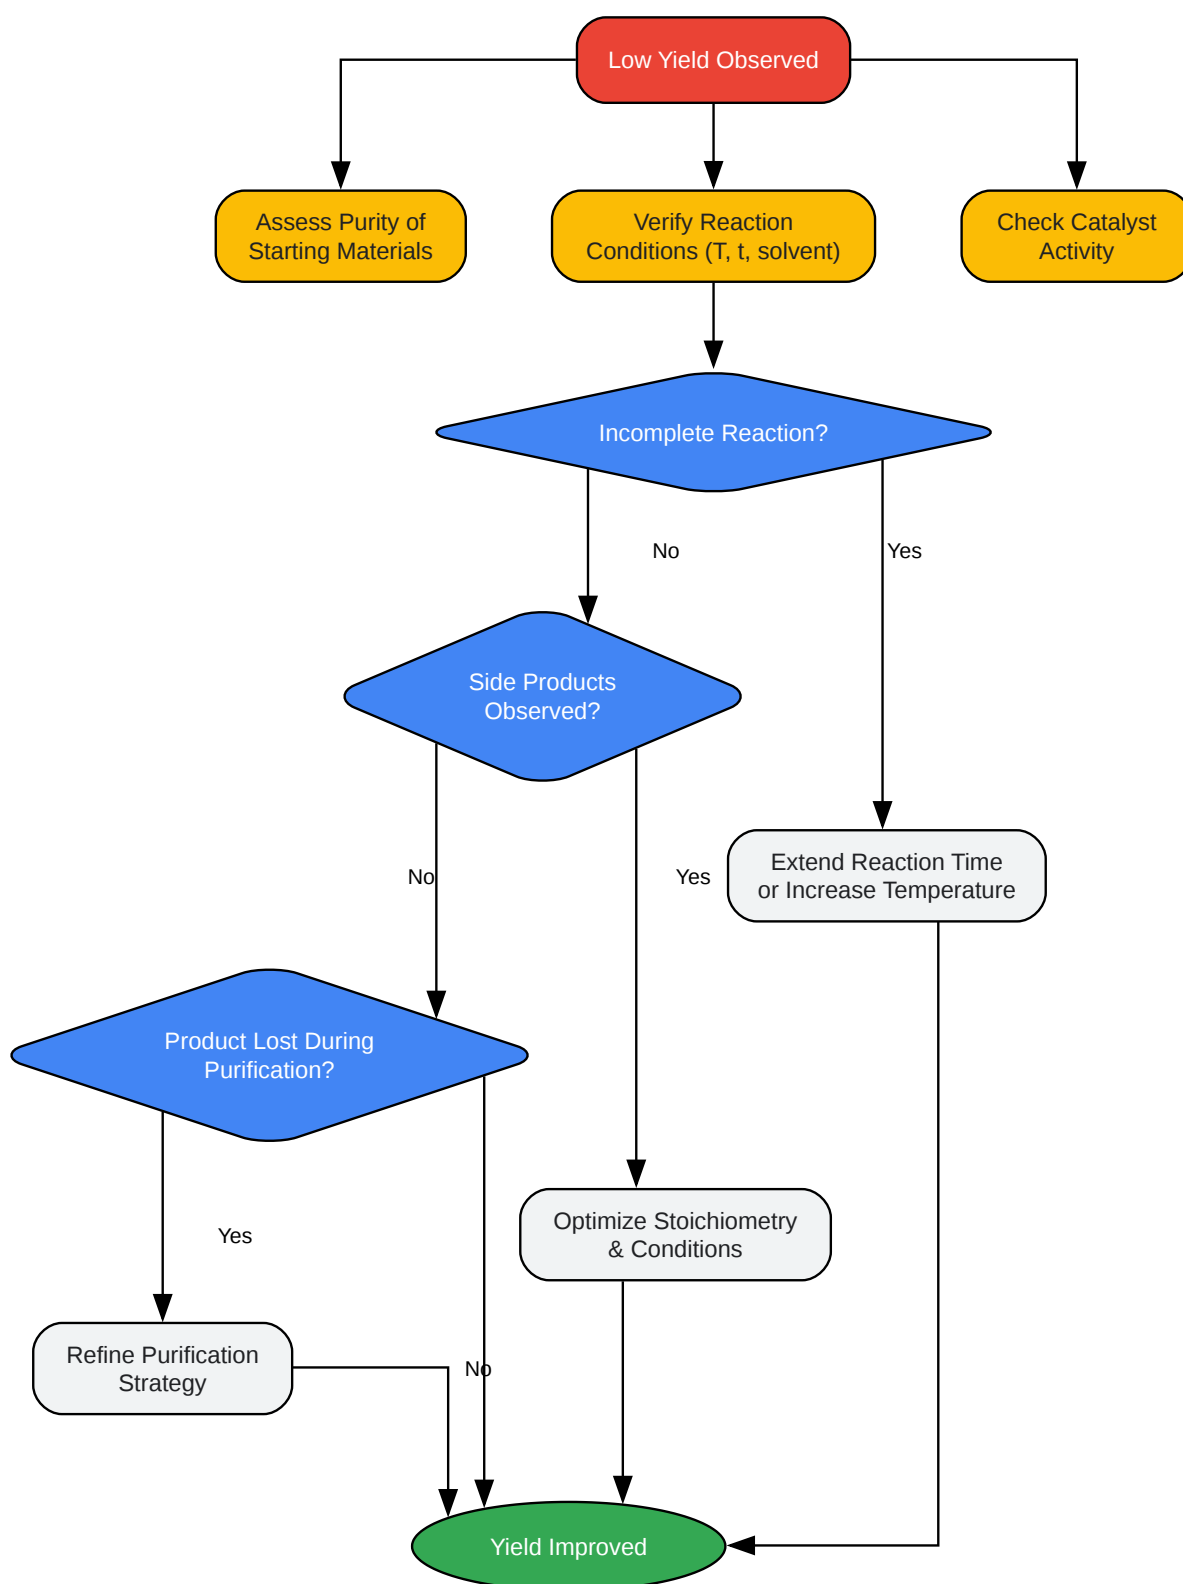 Low Yield Observed
Assess Purity of
Starting Materials
Verify Reaction
Conditions (T, t, solvent)
Check Catalyst
Activity
Incomplete Reaction?
No
Yes
Side Products
Observed?
No
Yes
Extend Reaction Time
or Increase Temperature
Product Lost During
Purification?
Yes
Optimize Stoichiometry
& Conditions
Refine Purification
Strategy
No
Yield Improved